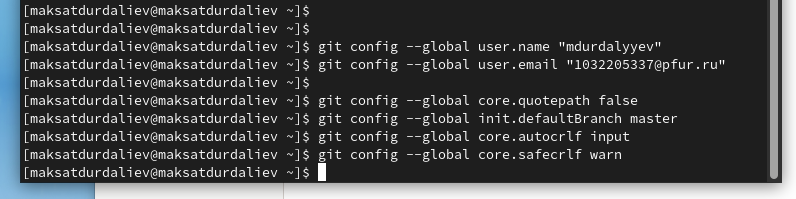 [maksatdurdaliev@maksatdurdaliev ~]$
[maksatdurdaliev@maksatdurdaliev ~]$
[maksatdurdaliev@maksatdurdaliev ~]$ git config --global user.name "mdurdalyyev"
[maksatdurdaliev@maksatdurdaliev ~]$ git config --global user.email "1032205337@pfur.ru"
[maksatdurdaliev@maksatdurdaliev ~]$
[maksatdurdaliev@maksatdurdaliev ~]$ git config --global core.quotepath false
[maksatdurdaliev@maksatdurdaliev ~]$ git config --global init.defaultBranch master
[maksatdurdaliev@maksatdurdaliev ~]$ git config --global core.autocrlf input
[maksatdurdaliev@maksatdurdaliev ~]$ git config --global core.safecrlf warn
[maksatdurdaliev@maksatdurdaliev ~]$